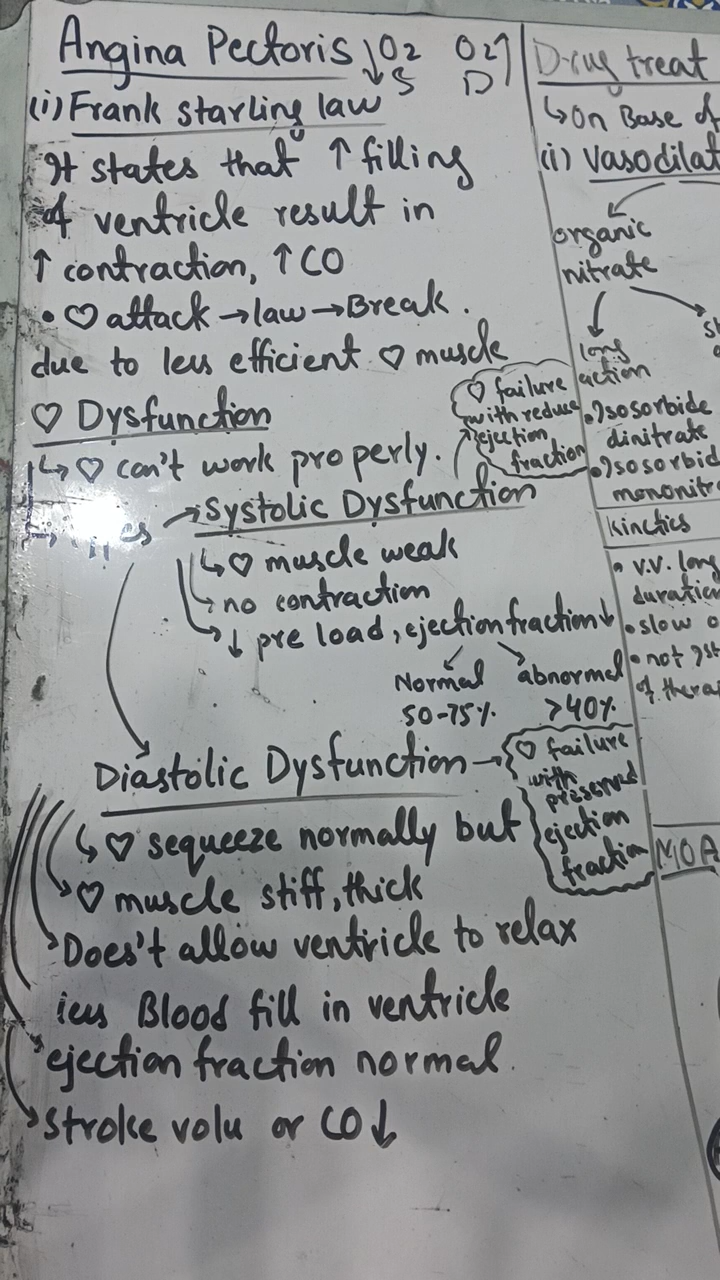 Angina Pectoris ↓O2 S O2↑ D
(i) Frank starling law
It states that ↑ filling
of ventricle result in
↑ contraction, ↑ CO
• ♡ attack → law → Break.
due to less efficient ♡ muscle
♡ Dysfunction
↳ ♡ can't work properly.
→ Systolic Dysfunction
♡ failure
with reduce
ejection
fraction
↳ ♡ muscle weak
↳ no contraction
↳ ↓ pre load, ejection fraction ↓
Normal
50-75%
abnormal
>40%
Diastolic Dysfunction →
♡ failure
with
preserved
ejection
fraction
↳ ♡ sequeeze normally but
↳ ♡ muscle stiff, thick
Does't allow ventricle to relax
Blood fill in ventricle
ejection fraction normal.
Stroke volu or CO ↓
Drug treat
↳ On Base of
(i) Vasodilat
organic
nitrate
long
action
• Isosorbide
dinitrate
• Isosorbid
mononitra
Kinetics
• v.v. long
duration
• slow o
• not 1st
of thera
MOA